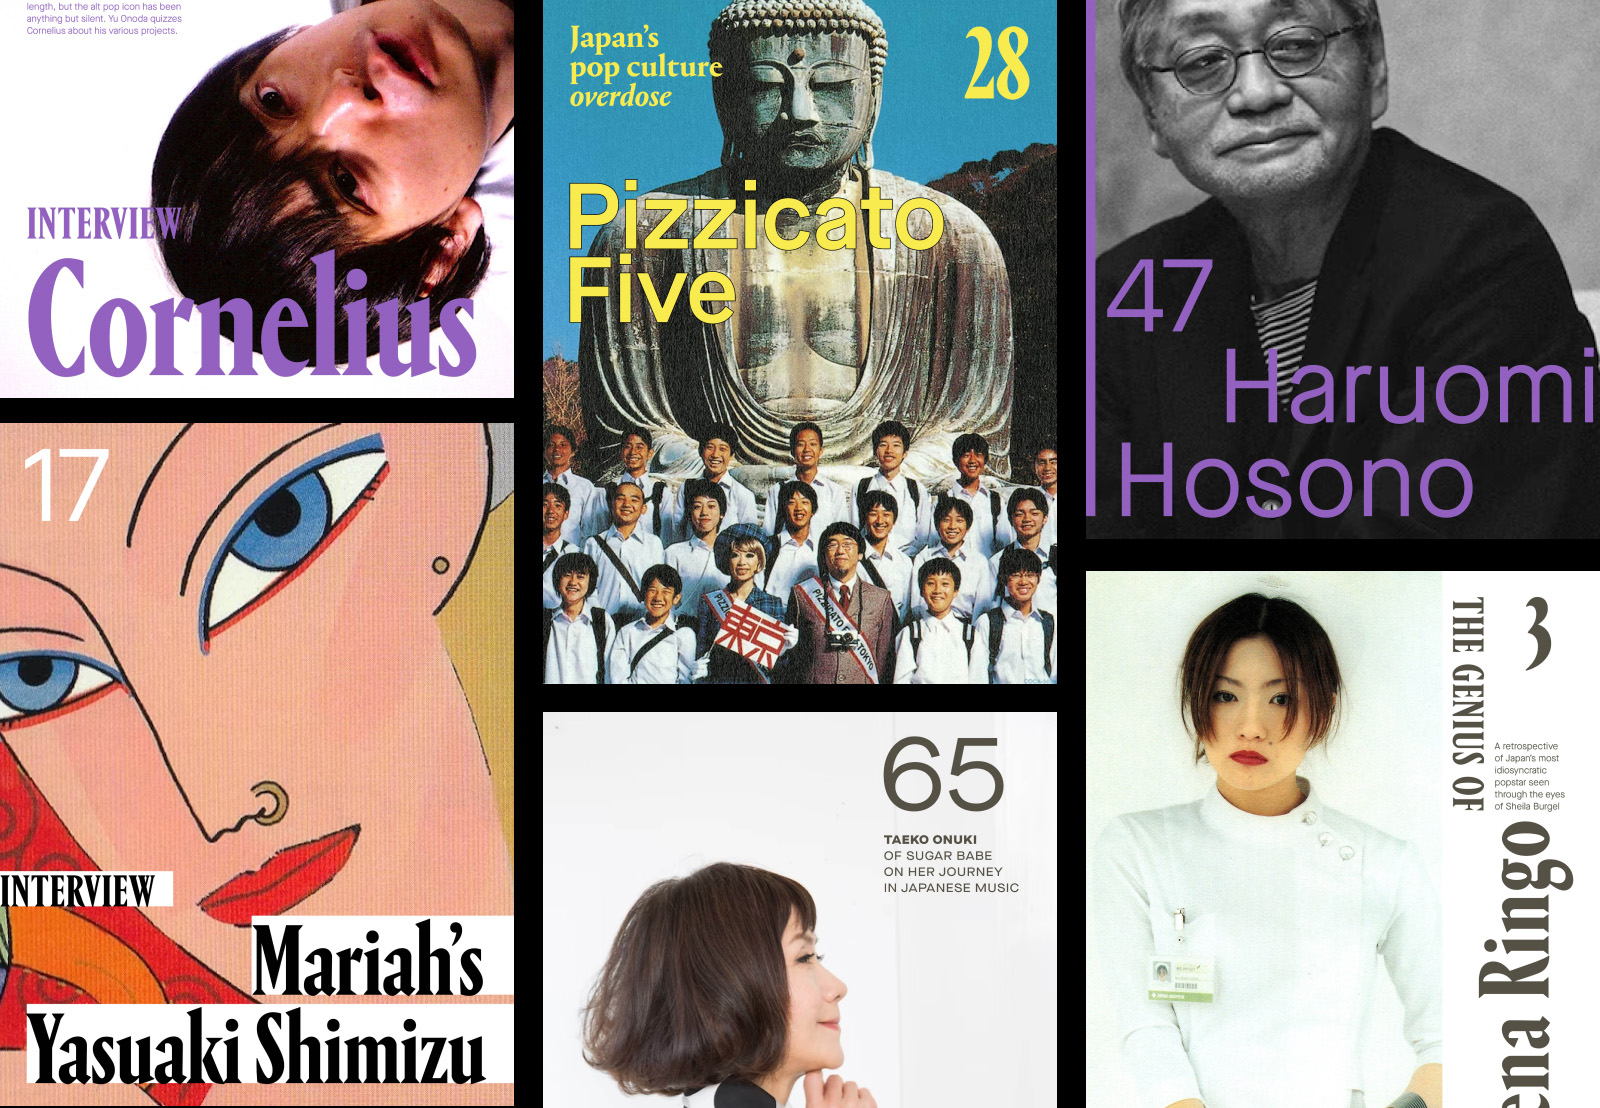 length, but the alt pop icon has been
anything but silent. Yu Onoda quizzes
Cornelius about his various projects.
INTERVIEW
Cornelius
17
INTERVIEW
Mariah's
Yasuaki Shimizu
Japan's
pop culture
overdose
28
Pizzicato
Five
PIZZI
東京
PIZZICATO F
TOKYO
65
TAEKO ONUKI
OF SUGAR BABE
ON HER JOURNEY
IN JAPANESE MUSIC
47
Haruomi
Hosono
3
THE GENIUS OF
A retrospective
of Japan's most
idiosyncratic
popstar seen
through the eyes
of Sheila Burgel
ena Ringo